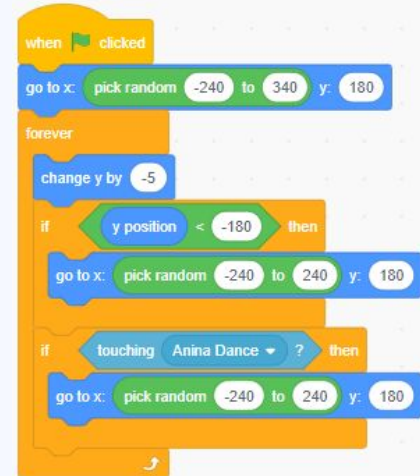 when clicked
go to x: pick random -240 to 340 y: 180
forever
change y by -5
if y position < -180 then
go to x: pick random -240 to 240 y: 180
if touching Anina Dance ? then
go to x: pick random -240 to 240 y: 180